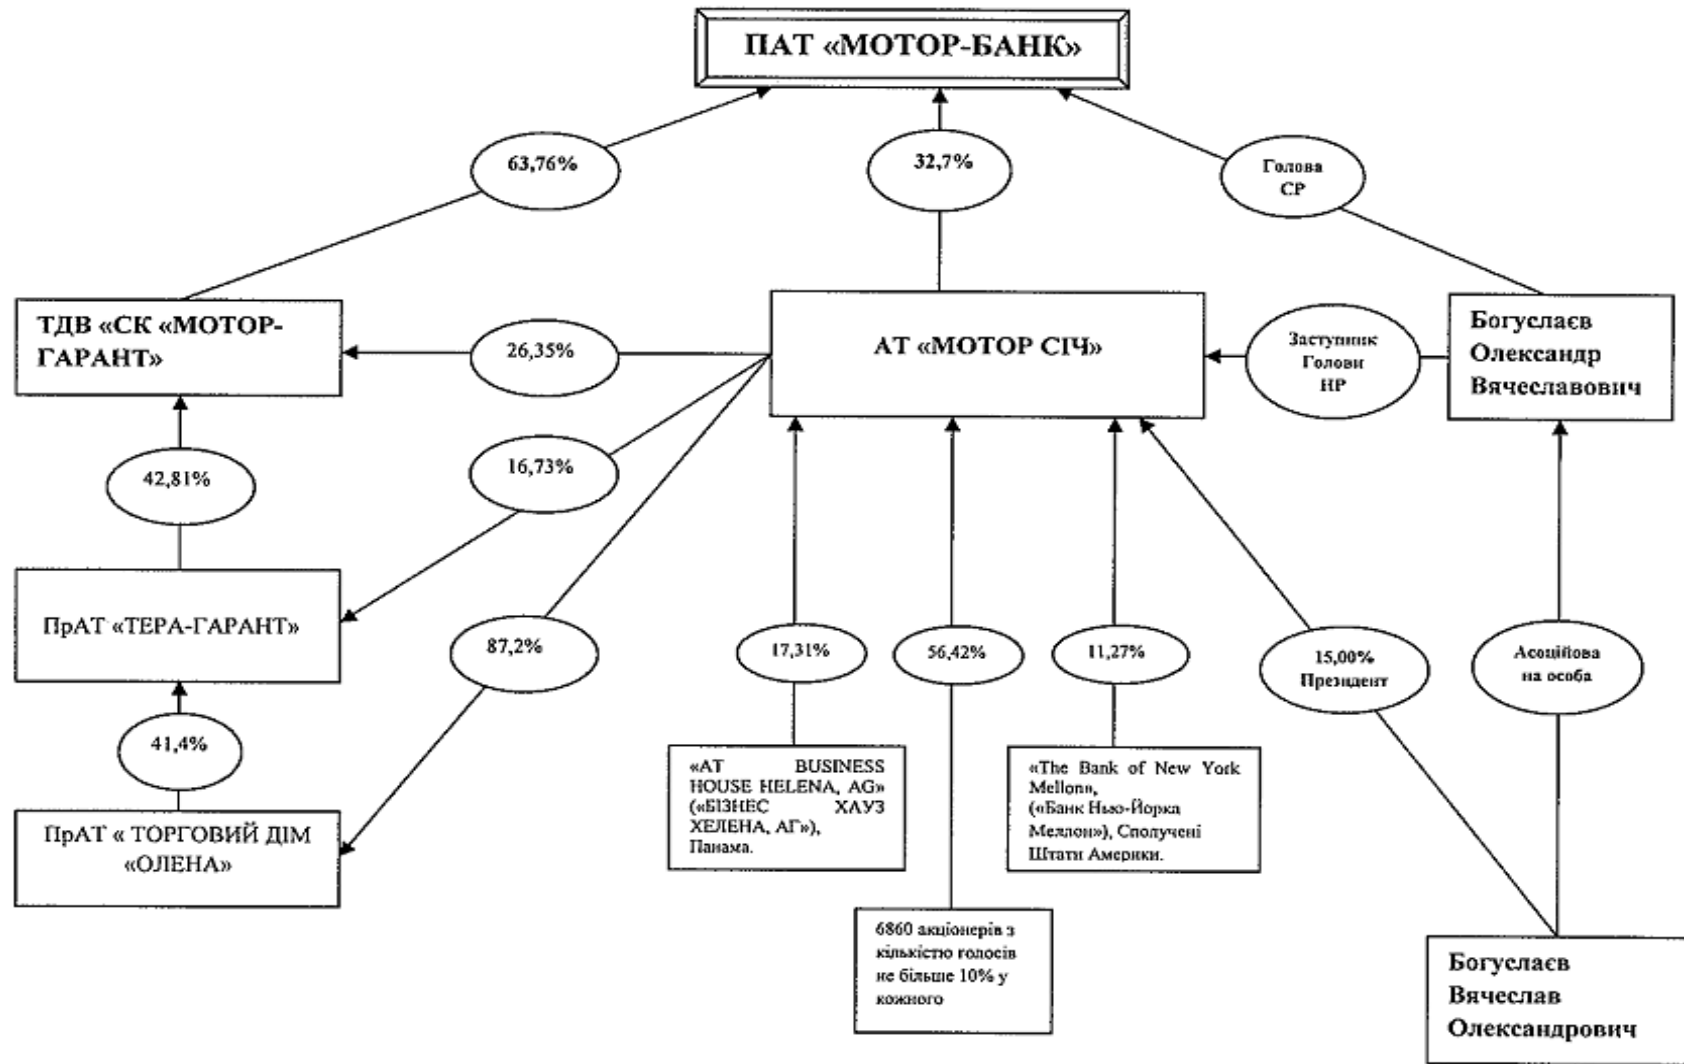 ПАТ «МОТОР-БАНК»
63,76%
32,7%
Голова
СР
ТДВ «СК «МОТОР-
ГАРАНТ»
26,35%
АТ «МОТОР СІЧ»
Заступник
Голови
НР
Богуслаєв
Олександр
Вячеславович
42,81%
16,73%
ПрАТ «ТЕРА-ГАРАНТ»
87,2%
17,31%
56,42%
11,27%
15,00%
Президент
Асоційова
на особа
41,4%
ПрАТ « ТОРГОВИЙ ДІМ
«ОЛЕНА»
«AT BUSINESS
HOUSE HELENA, AG»
(«БІЗНЕС ХАУЗ
ХЕЛЕНА, АГ»),
Панама.
«The Bank of New York
Mellon»,
(«Банк Нью-Йорка
Меллон»), Сполучені
Штати Америки.
6860 акціонерів з
кількістю голосів
не більше 10% у
кожного
Богуслаєв
Вячеслав
Олександрович